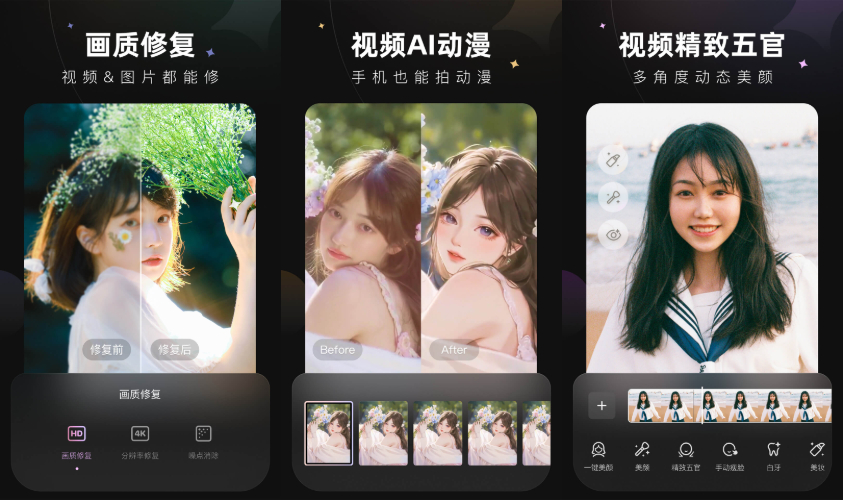 画质修复
视频&图片都能修
修复前
修复后
画质修复
HD
4K
画质修复
分辨率修复
噪点消除
视频AI动漫
手机也能拍动漫
Before
After
视频精致五官
多角度动态美颜
+
一键美颜
美颜
精致五官
手动瘦脸
白牙
美妆